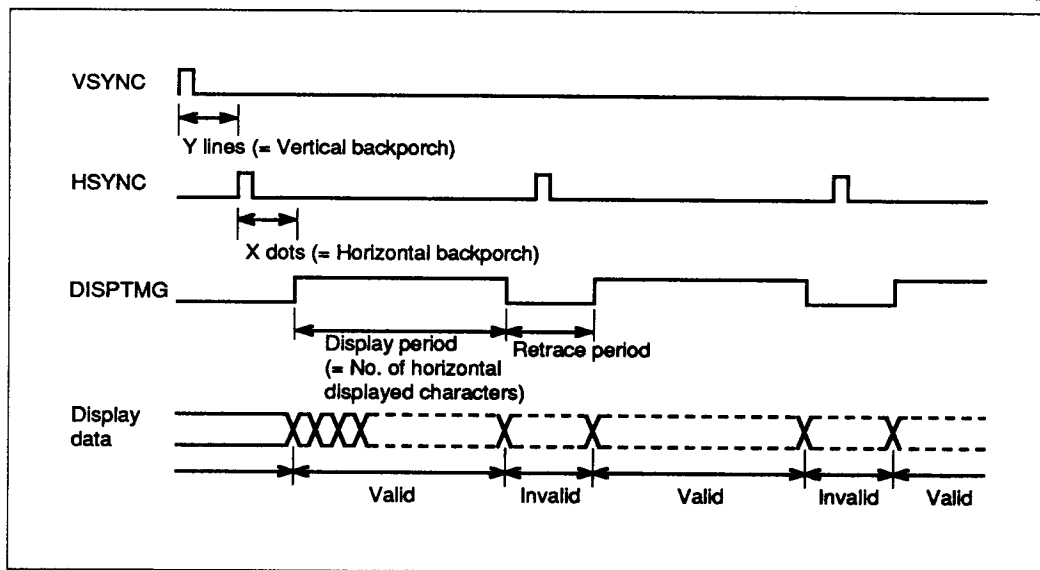 VSYNC
Y lines (= Vertical backporch)
HSYNC
X dots (= Horizontal backporch)
DISPTMG
Display period
(= No. of horizontal
displayed characters)
Retrace period
Display
data
Valid
Invalid
Valid
Invalid
Valid